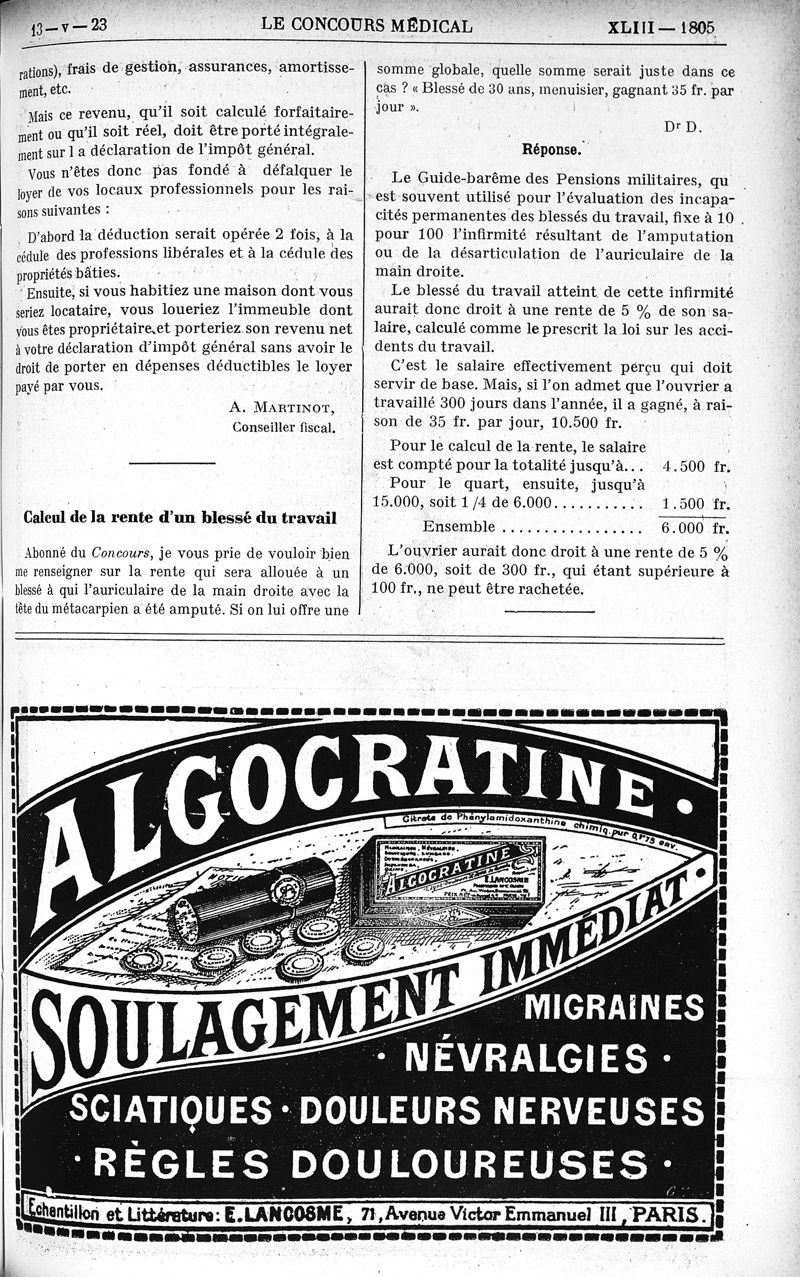 13 — v — 23 LE CONCOURS MÉDICAL XLIII — 1805
rations), frais de gestion, assurances, amortisse-
ment, etc.
Mais ce revenu, qu'il soit calculé forfaitaire-
ment ou qu'il soit réel, doit être porté intégrale-
ment sur l a déclaration de l'impôt général.
Vous n'êtes donc pas fondé à défalquer le
loyer de vos locaux professionnels pour les rai-
sons suivantes :
D'abord la déduction serait opérée 2 fois, à la
cédule des professions libérales et à la cédule des
propriétés bâties.
Ensuite, si vous habitiez une maison dont vous
seriez locataire, vous loueriez l'immeuble dont
vous êtes propriétaire et porteriez son revenu net
à votre déclaration d'impôt général sans avoir le
droit de porter en dépenses déductibles le loyer
payé par vous.
A. MARTINOT,
Conseiller fiscal.
Calcul de la rente d'un blessé du travail
Abonné du Concours, je vous prie de vouloir bien
me renseigner sur la rente qui sera allouée à un
blessé à qui l'auriculaire de la main droite avec la
tête du métacarpien a été amputé. Si on lui offre une
somme globale, quelle somme serait juste dans ce
cas ? « Blessé de 30 ans, menuisier, gagnant 35 fr. par
jour ».
Dr D.
Réponse.
Le Guide-barême des Pensions militaires, qu
est souvent utilisé pour l'évaluation des incapa-
cités permanentes des blessés du travail, fixe à 10
pour 100 l'infirmité résultant de l'amputation
ou de la désarticulation de l'auriculaire de la
main droite.
Le blessé du travail atteint de cette infirmité
aurait donc droit à une rente de 5 % de son sa-
laire, calculé comme le prescrit la loi sur les acci-
dents du travail.
C'est le salaire effectivement perçu qui doit
servir de base. Mais, si l'on admet que l'ouvrier a
travaillé 300 jours dans l'année, il a gagné, à rai-
son de 35 fr. par jour, 10.500 fr.
Pour le calcul de la rente, le salaire
est compté pour la totalité jusqu'à... 4.500 fr.
Pour le quart, ensuite, jusqu'à
15.000, soit 1/4 de 6.000........... 1.500 fr.
Ensemble ................. 6.000 fr.
L'ouvrier aurait donc droit à une rente de 5 %
de 6.000, soit de 300 fr., qui étant supérieure à
100 fr., ne peut être rachetée.
ALGOCRATINE.
Citrate de Phénylamidoxanthine chimiq. pur
ALGOCRATINE
E. LANCOSME
SOULAGEMENT IMMÉDIAT.
MIGRAINES
· NÉVRALGIES ·
SCIATIQUES · DOULEURS NERVEUSES
· RÈGLES DOULOUREUSES ·
Echantillon et Littérature: E. LANCOSME, 71, Avenue Victor Emmanuel III, PARIS.